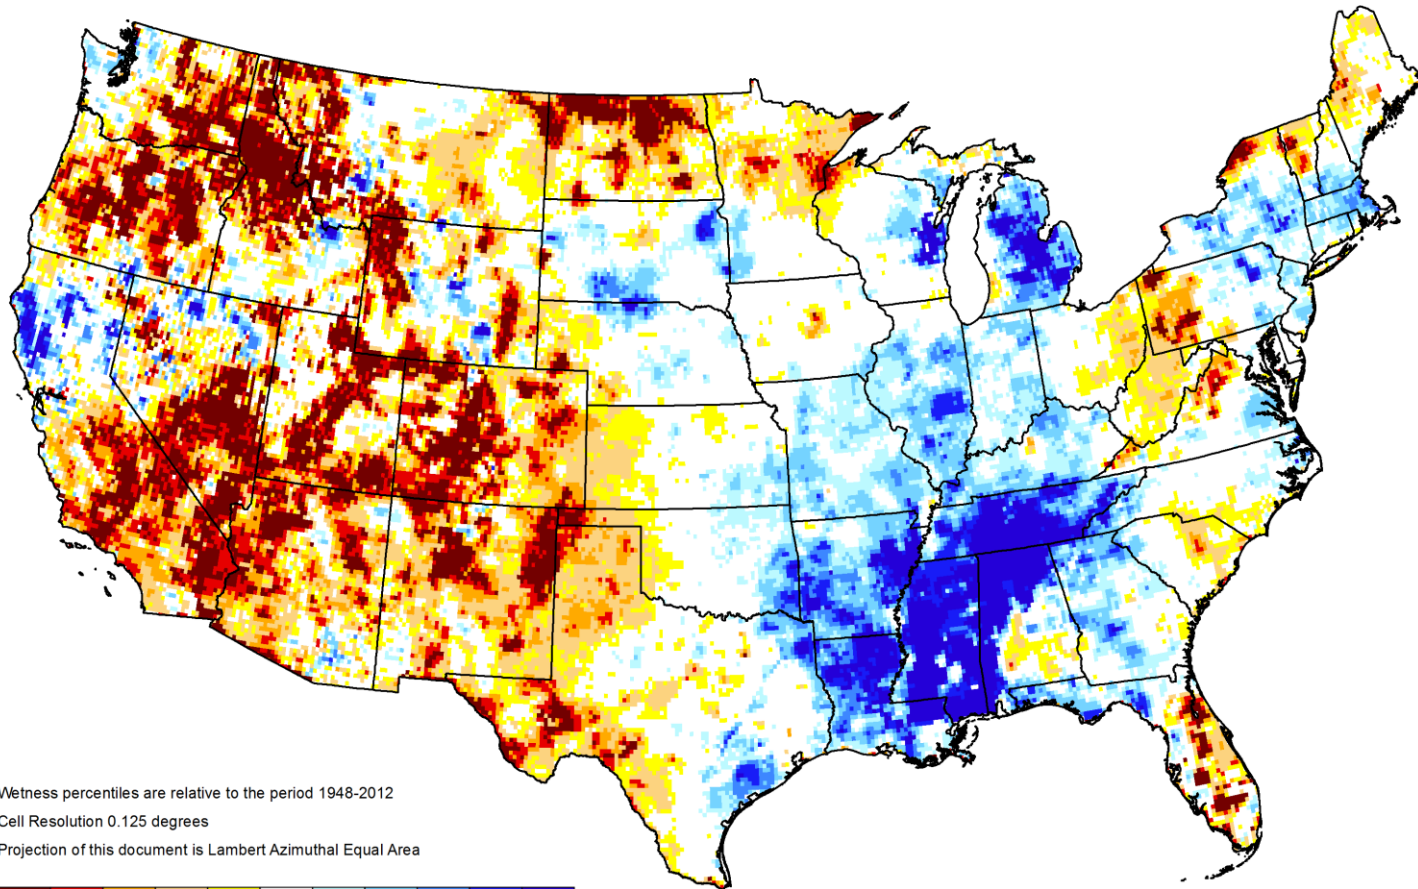 Wetness percentiles are relative to the period 1948-2012
Cell Resolution 0.125 degrees
Projection of this document is Lambert Azimuthal Equal Area